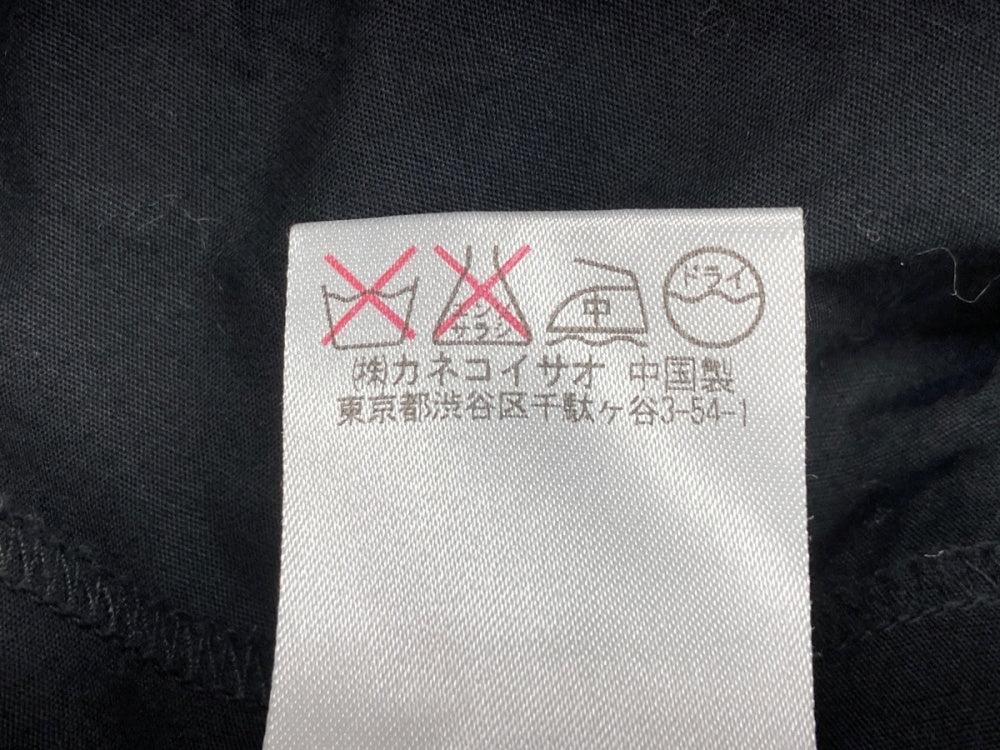 エンソ
サラシ
中
ドライ
(株)カネコイサオ 中国製
東京都渋谷区千駄ヶ谷3-54-1